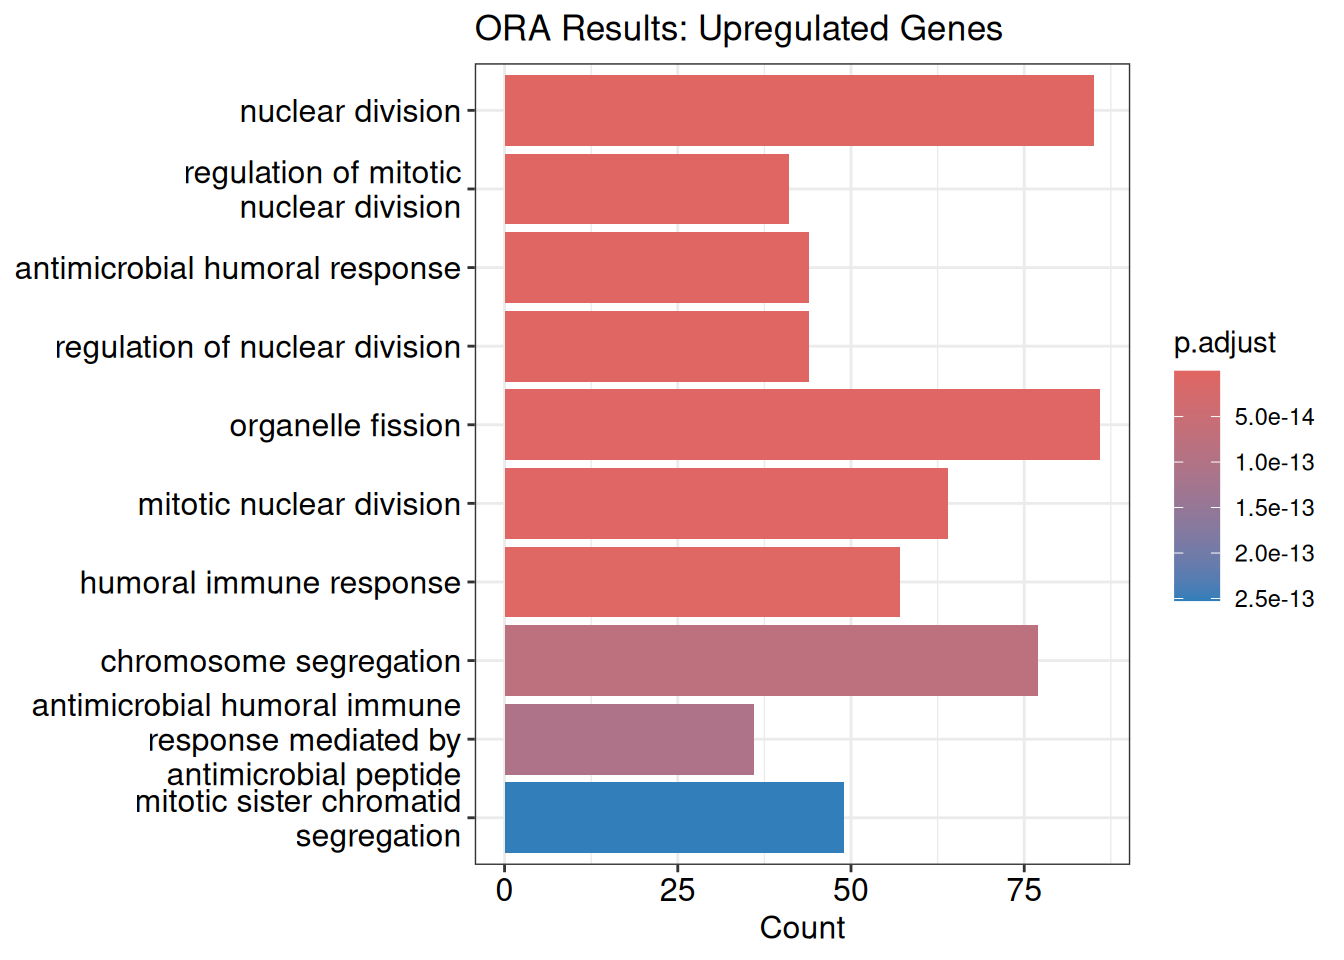 ORA Results: Upregulated Genes
nuclear division
regulation of mitotic
nuclear division
antimicrobial humoral response
regulation of nuclear division
organelle fission
mitotic nuclear division
humoral immune response
chromosome segregation
antimicrobial humoral immune
response mediated by
antimicrobial peptide
mitotic sister chromatid
segregation
0 25 50 75
Count
p.adjust
5.0e-14
1.0e-13
1.5e-13
2.0e-13
2.5e-13